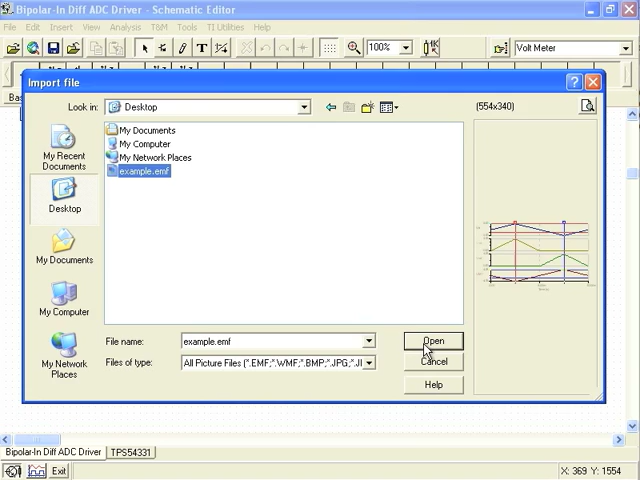 Bipolar-In Diff ADC Driver - Schematic Editor
File Edit Insert View Analysis T&M Tools TI Utilities Help
100%
Volt Meter
Import file
Look in: Desktop
(554x340)
My Recent
Documents
Desktop
My Documents
My Computer
My Network
Places
My Documents
My Computer
My Network Places
example.emf
File name: example.emf
Open
Files of type: All Picture Files (*.EMF;*.WMF;*.BMP;*.JPG;*.JI
Cancel
Help
Bas
Bipolar-In Diff ADC Driver TPS54331
Exit
X: 369 Y: 1554